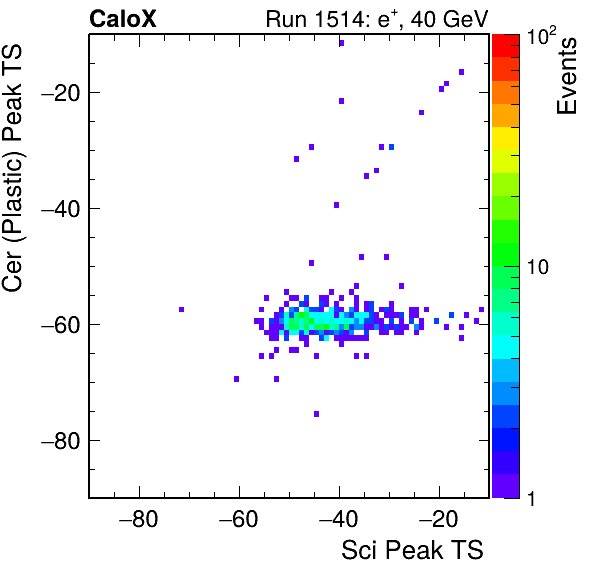 CaloX
Run 1514: e+, 40 GeV
Cer (Plastic) Peak TS
−20
−40
−60
−80
−80
−60
−40
−20
Sci Peak TS
10²
10
1
Events